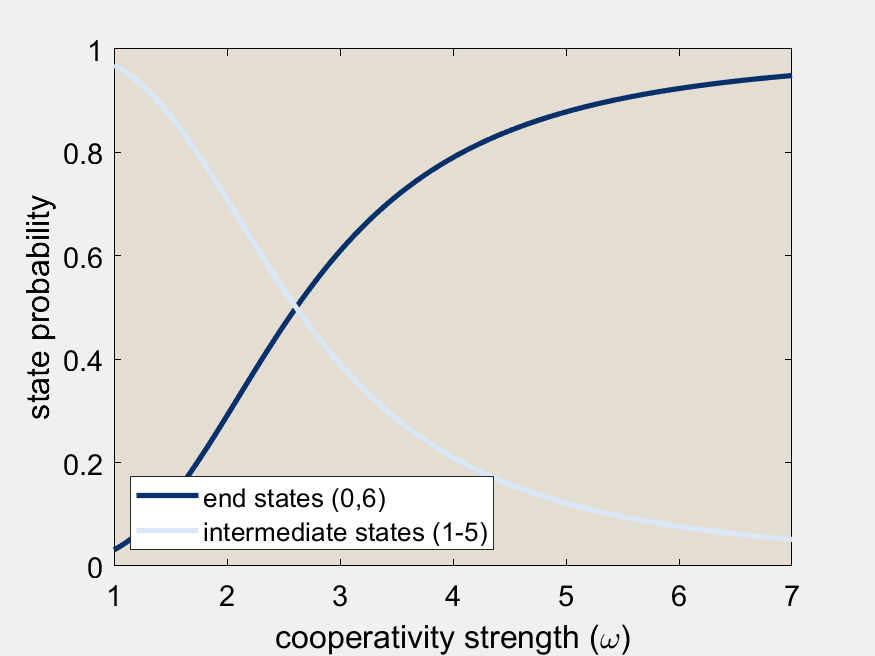 1
0.8
0.6
0.4
0.2
0
state probability
end states (0,6)
intermediate states (1-5)
1 2 3 4 5 6 7
cooperativity strength (ω)